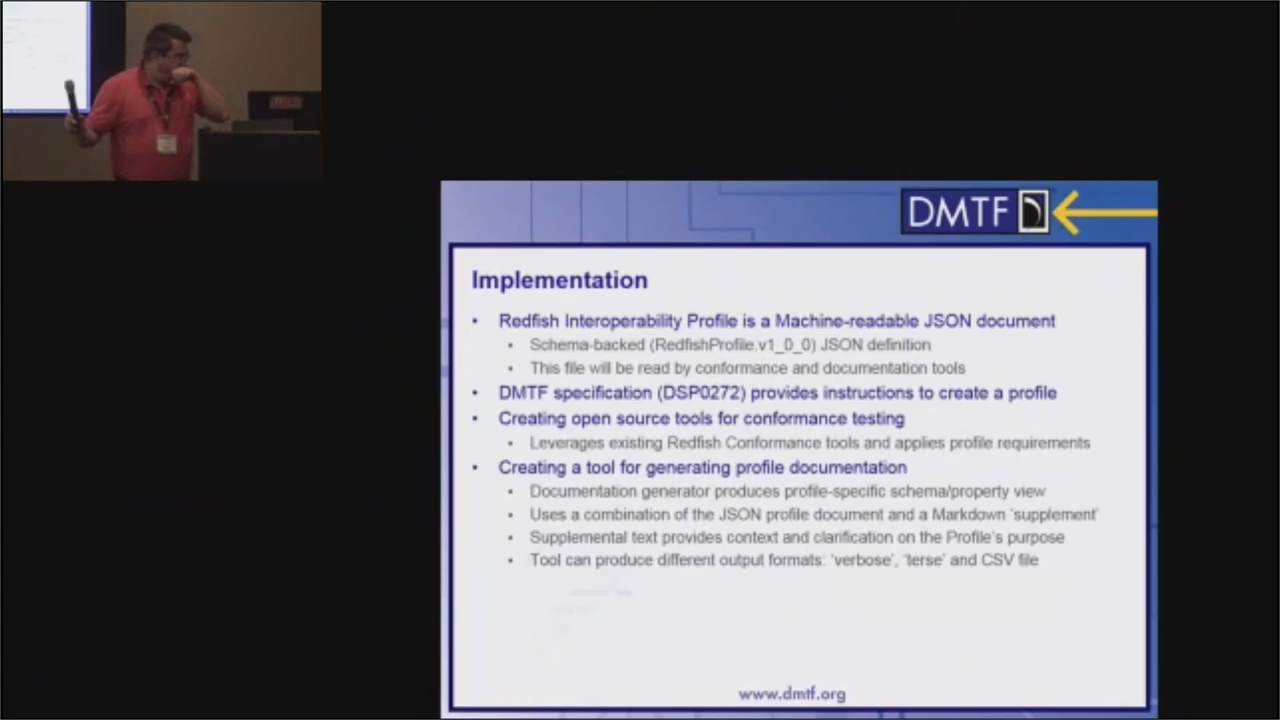 DMTF
Implementation
• Redfish Interoperability Profile is a Machine-readable JSON document
• Schema-backed (RedfishProfile.v1_0_0) JSON definition
• This file will be read by conformance and documentation tools
• DMTF specification (DSP0272) provides instructions to create a profile
• Creating open source tools for conformance testing
• Leverages existing Redfish Conformance tools and applies profile requirements
• Creating a tool for generating profile documentation
• Documentation generator produces profile-specific schema/property view
• Uses a combination of the JSON profile document and a Markdown ‘supplement’
• Supplemental text provides context and clarification on the Profile’s purpose
• Tool can produce different output formats: ‘verbose’, ‘terse’ and CSV file
www.dmtf.org